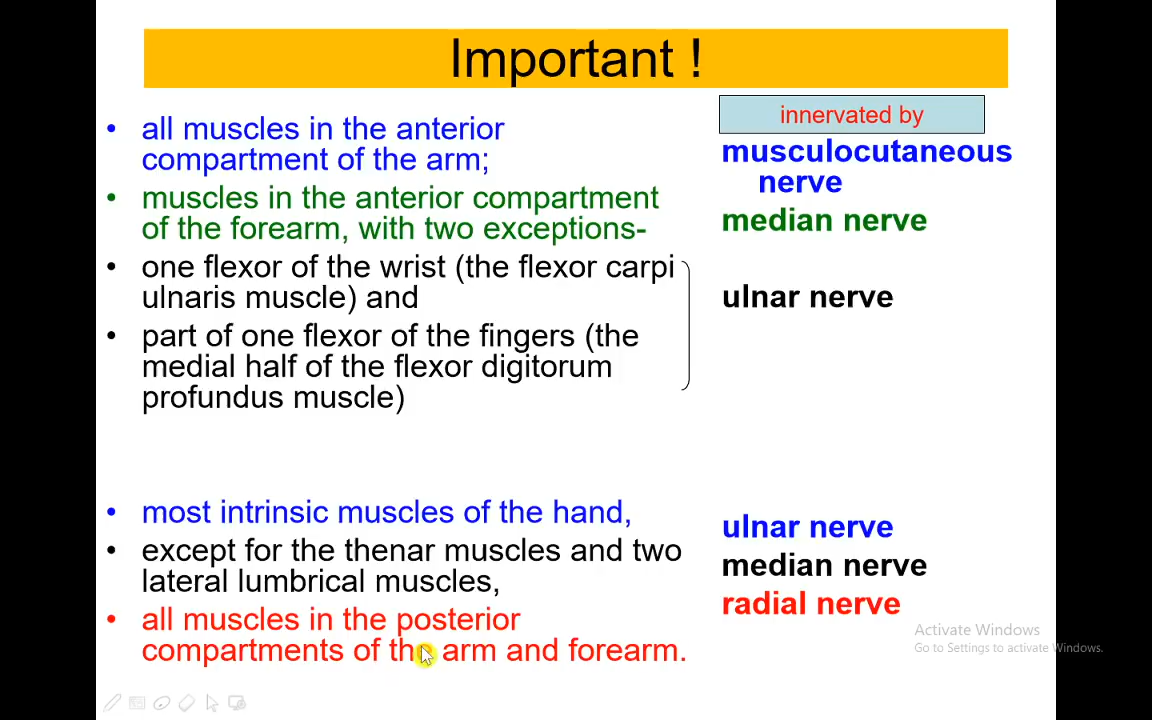 Important !
innervated by
• all muscles in the anterior
compartment of the arm;
musculocutaneous
nerve
• muscles in the anterior compartment
of the forearm, with two exceptions-
median nerve
• one flexor of the wrist (the flexor carpi
ulnaris muscle) and
ulnar nerve
• part of one flexor of the fingers (the
medial half of the flexor digitorum
profundus muscle)
• most intrinsic muscles of the hand,
ulnar nerve
• except for the thenar muscles and two
lateral lumbrical muscles,
median nerve
• all muscles in the posterior
compartments of the arm and forearm.
radial nerve
Activate Windows
Go to Settings to activate Windows.